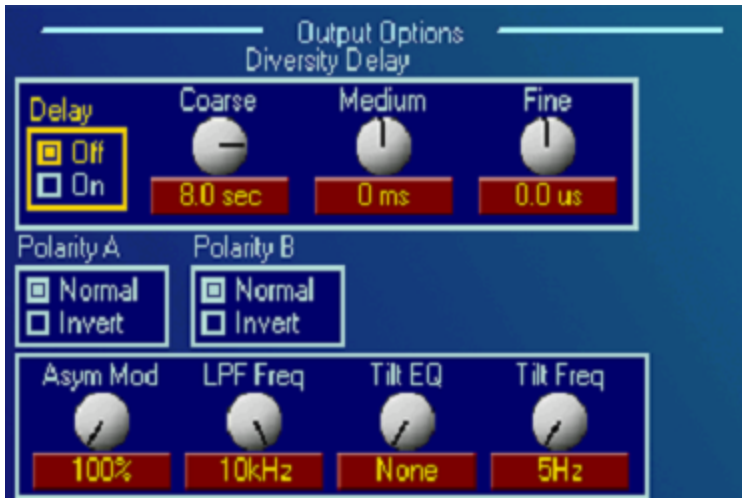 Output Options
Diversity Delay
Delay
Off
On
Coarse
8.0 sec
Medium
0 ms
Fine
0.0 us
Polarity A
Normal
Invert
Polarity B
Normal
Invert
Asym Mod
100%
LPF Freq
10kHz
Tilt EQ
None
Tilt Freq
5Hz